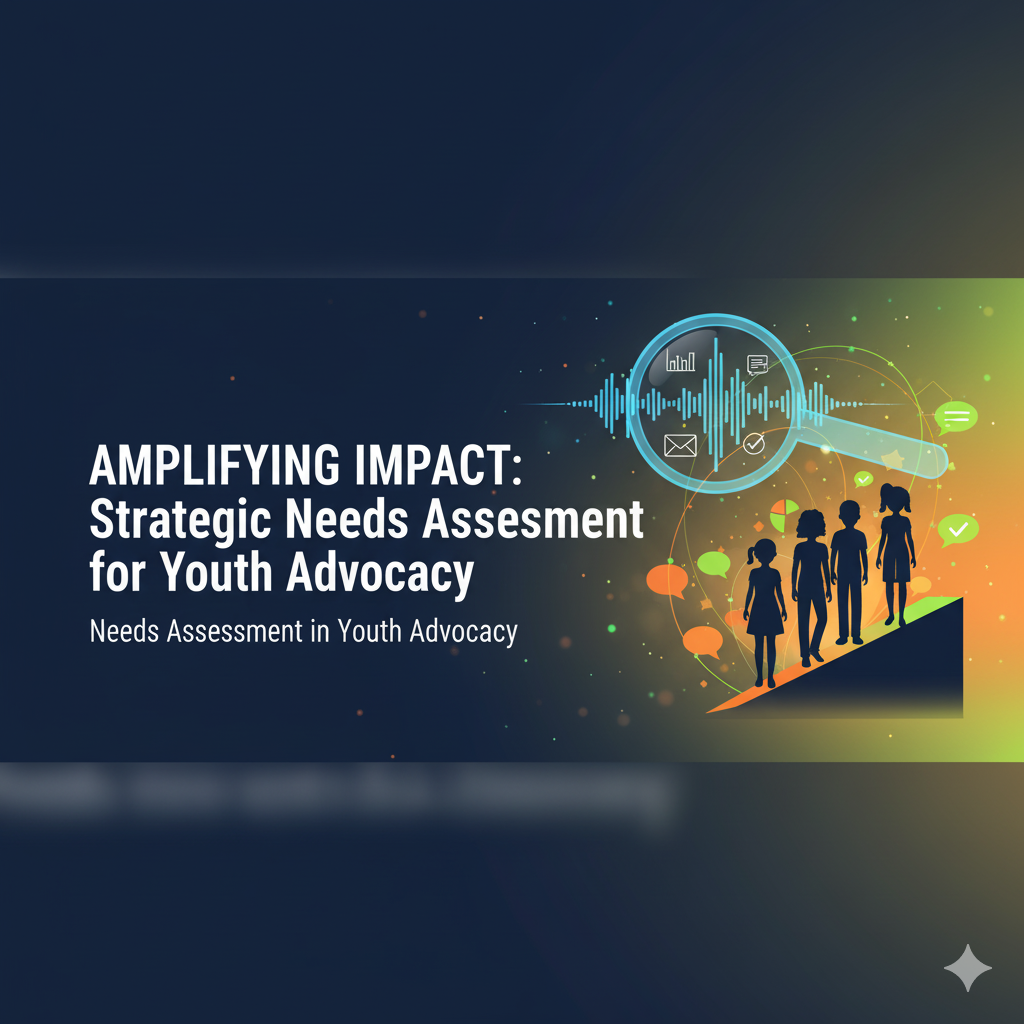 AMPLIFYING IMPACT:
Strategic Needs Assesment
for Youth Advocacy
Needs Assessment in Youth Advocacy